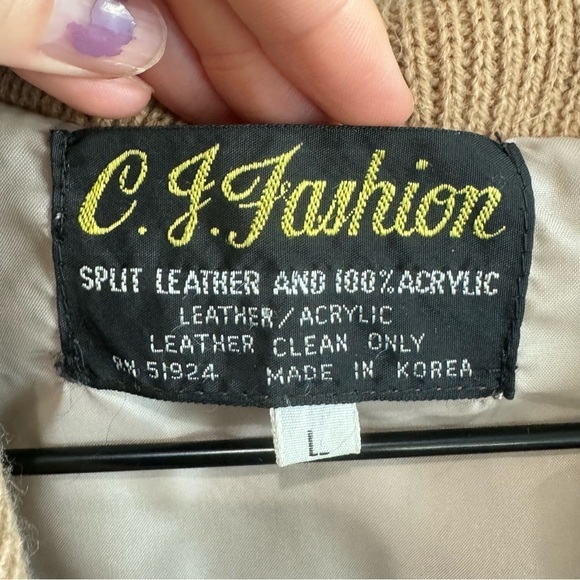 C.J.Fashion
SPLIT LEATHER AND 100% ACRYLIC
LEATHER/ACRYLIC
LEATHER CLEAN ONLY
RN 51924 MADE IN KOREA
L